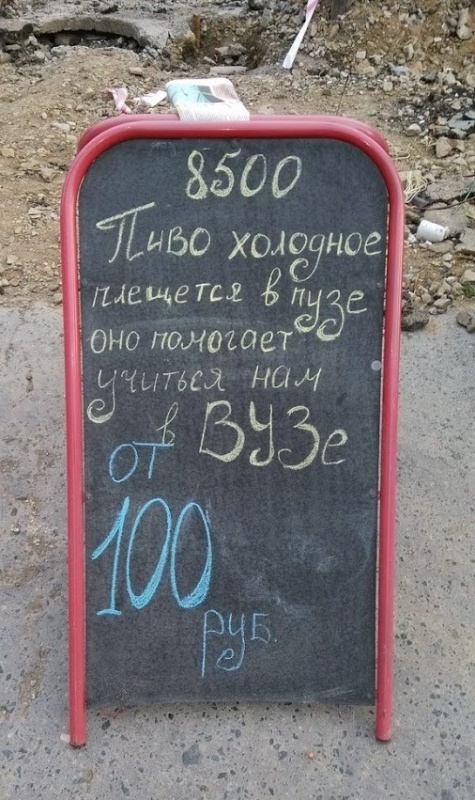 8500
Пиво холодное
плещется в пузе
оно помогает
учиться нам
в ВУЗе
от
100
руб.